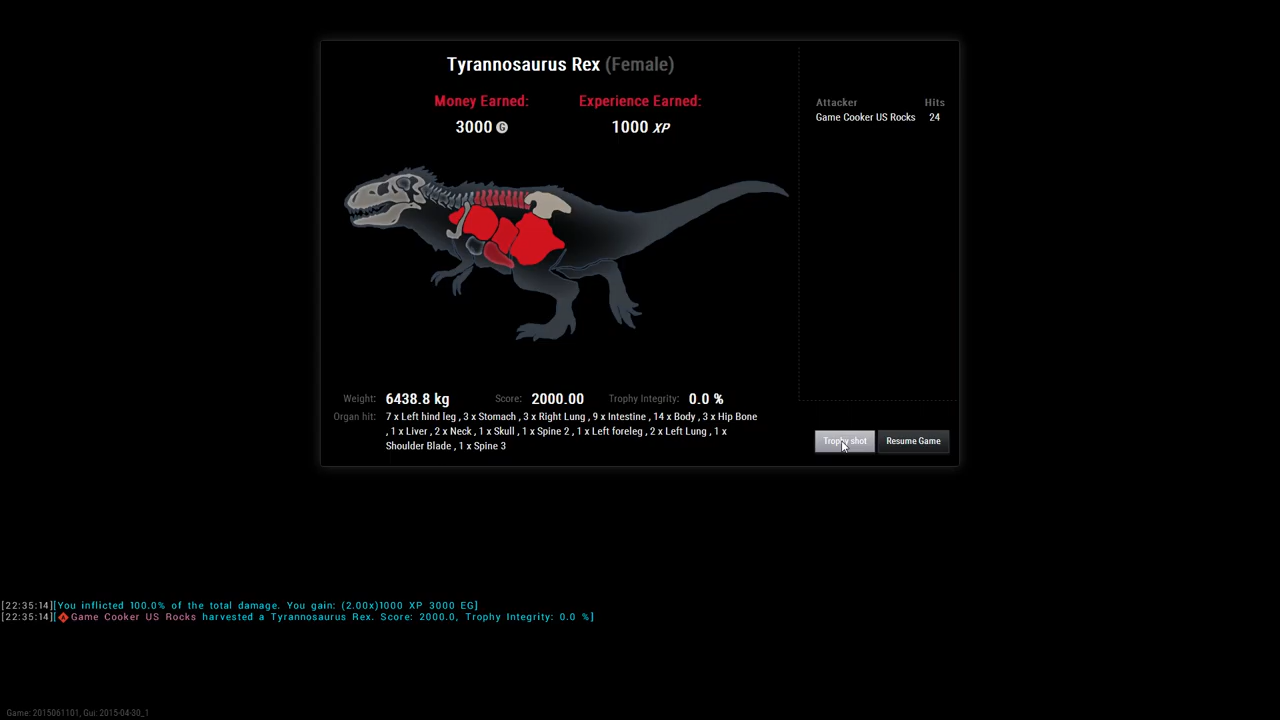 Tyrannosaurus Rex (Female)
Money Earned: Experience Earned:
3000 G 1000 XP
Attacker Hits
Game Cooker US Rocks 24
Weight: 6438.8 kg Score: 2000.00 Trophy Integrity: 0.0 %
Organ hit: 7 x Left hind leg , 3 x Stomach , 3 x Right Lung , 9 x Intestine , 14 x Body , 3 x Hip Bone
, 1 x Liver , 2 x Neck , 1 x Skull , 1 x Spine 2 , 1 x Left foreleg , 2 x Left Lung , 1 x
Shoulder Blade , 1 x Spine 3
Trophy shot Resume Game
[22:35:14][You inflicted 100.0% of the total damage. You gain: (2.00x)1000 XP 3000 EG]
[22:35:14][Game Cooker US Rocks harvested a Tyrannosaurus Rex. Score: 2000.0, Trophy Integrity: 0.0 %]
Game: 2015061101, Gui: 2015-04-30_1